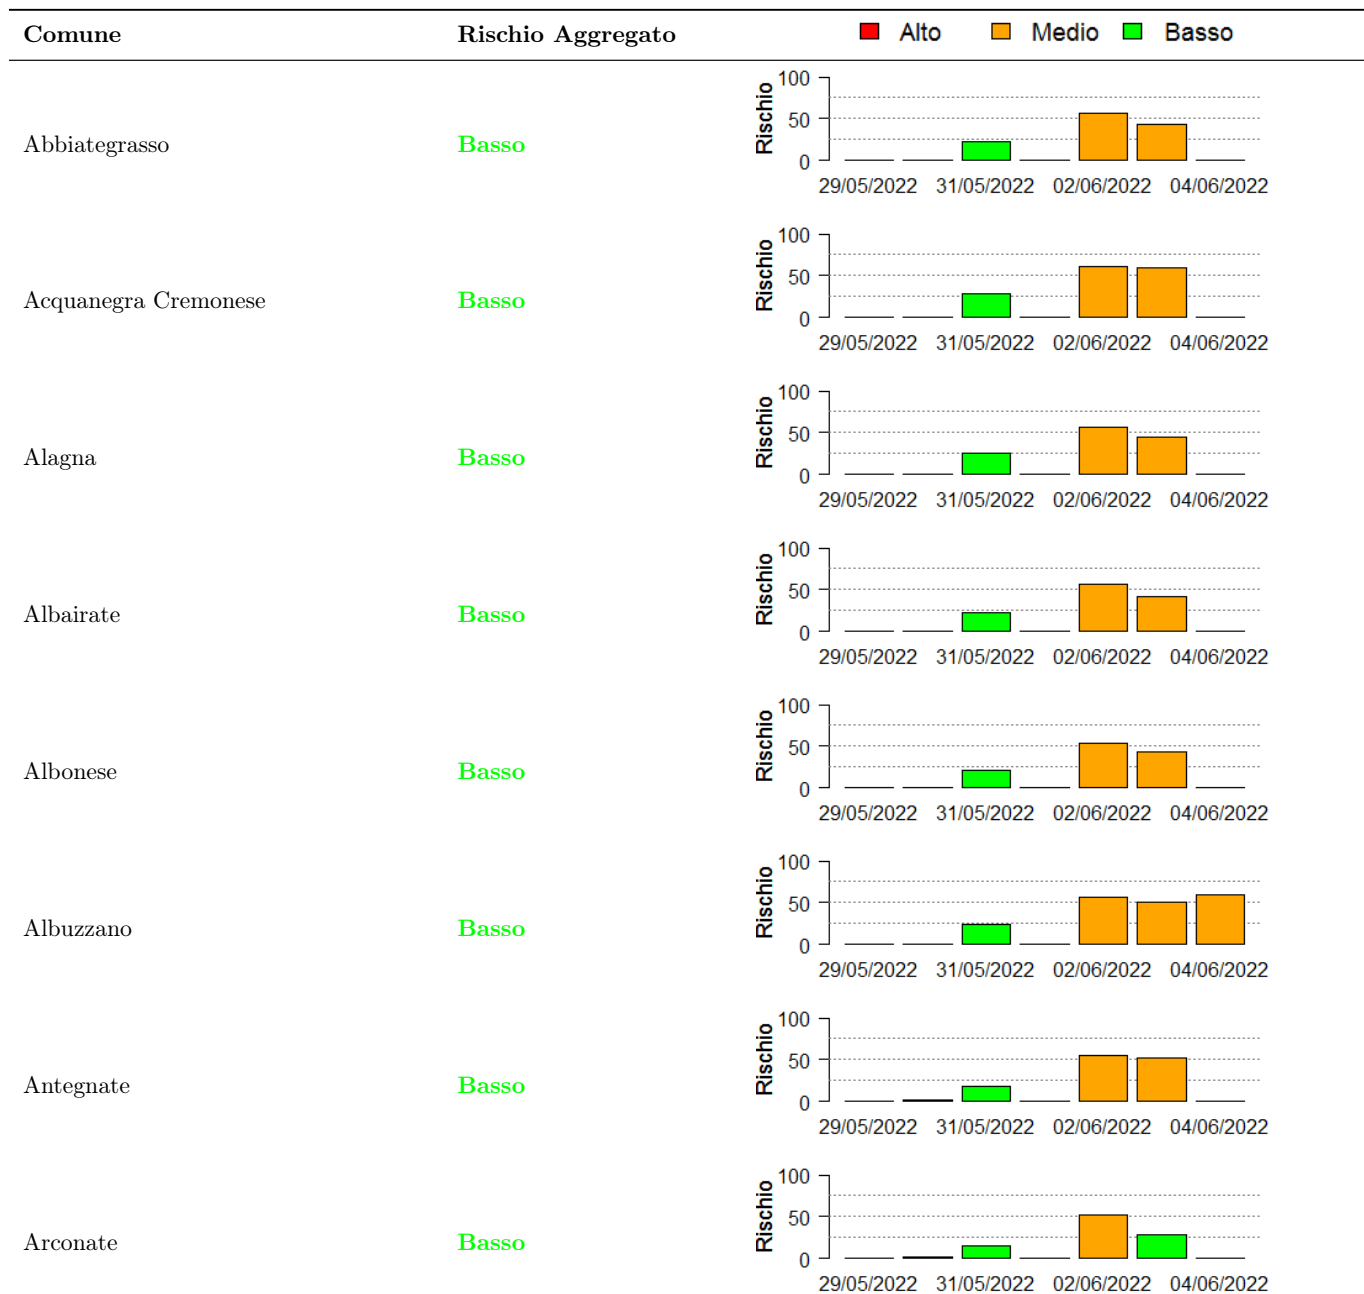 Comune Rischio Aggregato Alto Medio Basso
Abbiategrasso Basso
Rischio
100
50
0
29/05/2022 31/05/2022 02/06/2022 04/06/2022
Acquanegra Cremonese Basso
Rischio
100
50
0
29/05/2022 31/05/2022 02/06/2022 04/06/2022
Alagna Basso
Rischio
100
50
0
29/05/2022 31/05/2022 02/06/2022 04/06/2022
Albairate Basso
Rischio
100
50
0
29/05/2022 31/05/2022 02/06/2022 04/06/2022
Albonese Basso
Rischio
100
50
0
29/05/2022 31/05/2022 02/06/2022 04/06/2022
Albuzzano Basso
Rischio
100
50
0
29/05/2022 31/05/2022 02/06/2022 04/06/2022
Antegnate Basso
Rischio
100
50
0
29/05/2022 31/05/2022 02/06/2022 04/06/2022
Arconate Basso
Rischio
100
50
0
29/05/2022 31/05/2022 02/06/2022 04/06/2022